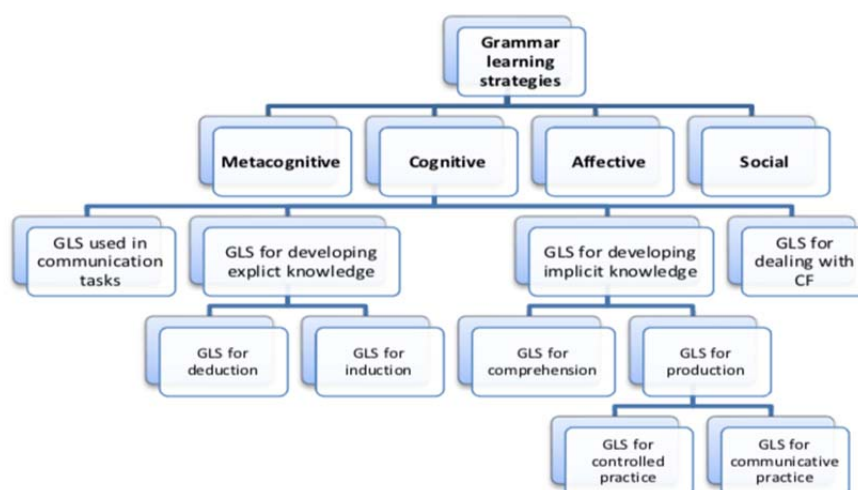 Grammar
learning
strategies
Metacognitive
Cognitive
Affective
Social
GLS used in
communication
tasks
GLS for developing
explict knowledge
GLS for developing
implicit knowledge
GLS for
dealing with
CF
GLS for
deduction
GLS for
induction
GLS for
comprehension
GLS for
production
GLS for
controlled
practice
GLS for
communicative
practice